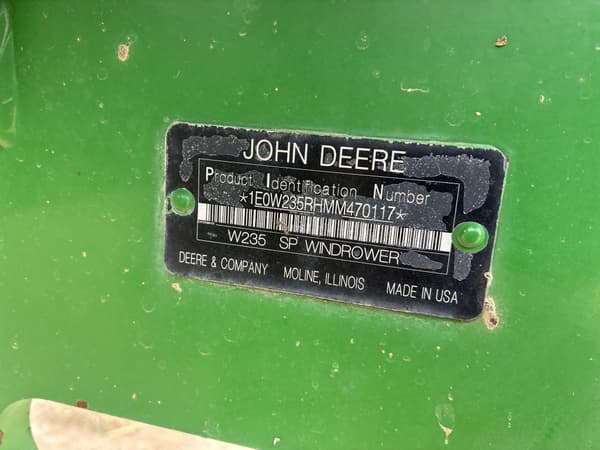 JOHN DEERE
Product Identification Number
*1E0W235RHMM470117*
W235 SP WINDROWER
DEERE & COMPANY MOLINE, ILLINOIS MADE IN USA